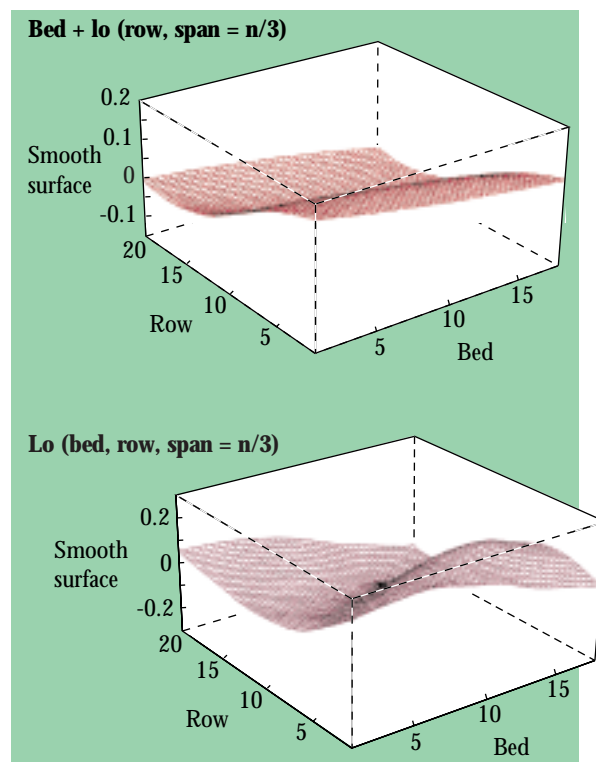 Bed + lo (row, span = n/3)
0.2
0.1
Smooth
surface
0
-0.1
20
15
10
5
Row
5
10
15
Bed
Lo (bed, row, span = n/3)
0.2
Smooth
surface
0
-0.2
20
15
10
5
Row
5
10
15
Bed